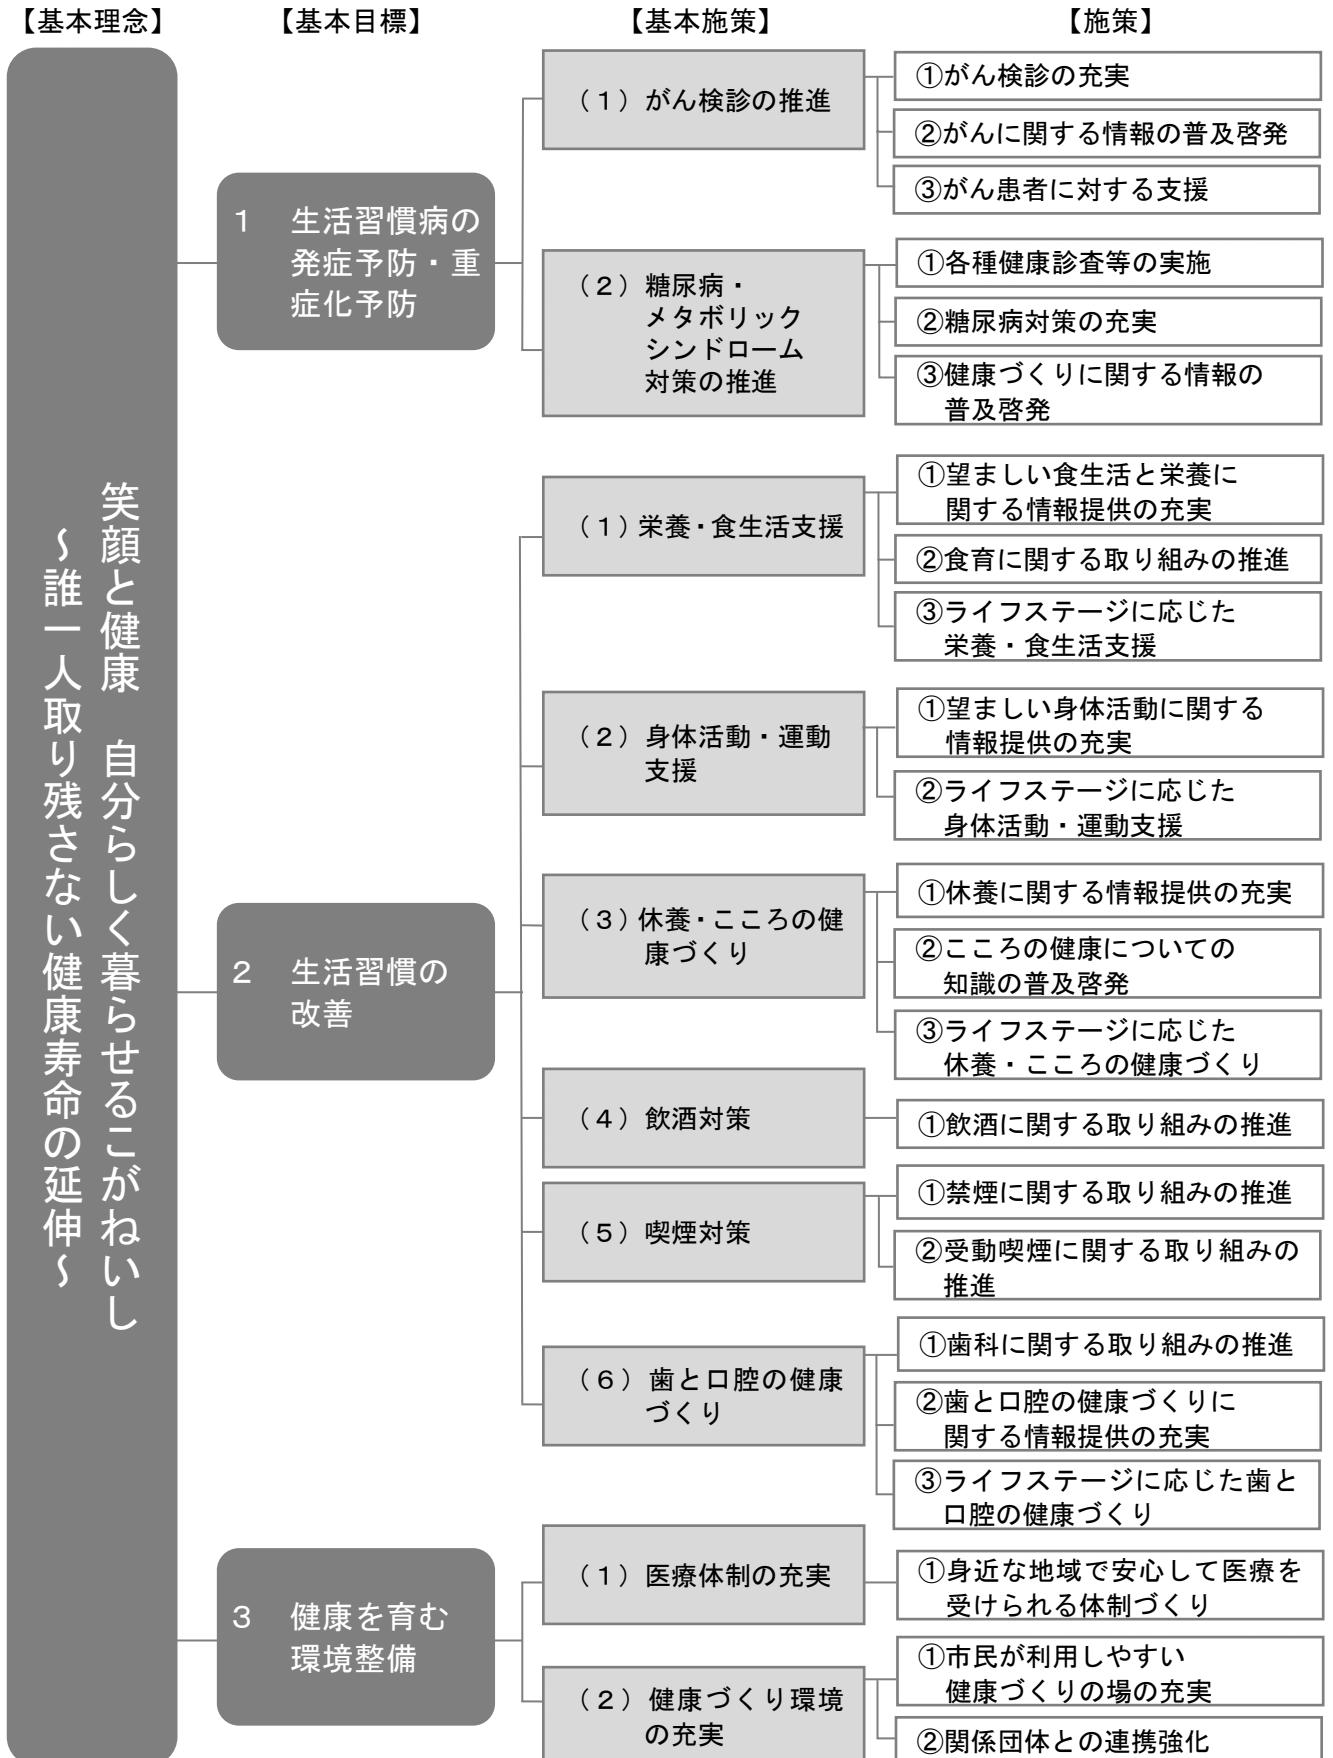 【基本理念】
【基本目標】
【基本施策】
【施策】
笑顔と健康　自分らしく暮らせるこがねいし
～誰一人取り残さない健康寿命の延伸～
1　生活習慣病の
発症予防・重
症化予防
（1）がん検診の推進
①がん検診の充実
②がんに関する情報の普及啓発
③がん患者に対する支援
（2）糖尿病・
メタボリック
シンドローム
対策の推進
①各種健康診査等の実施
②糖尿病対策の充実
③健康づくりに関する情報の
普及啓発
2　生活習慣の
改善
（1）栄養・食生活支援
①望ましい食生活と栄養に
関する情報提供の充実
②食育に関する取り組みの推進
③ライフステージに応じた
栄養・食生活支援
（2）身体活動・運動
支援
①望ましい身体活動に関する
情報提供の充実
②ライフステージに応じた
身体活動・運動支援
（3）休養・こころの健
康づくり
①休養に関する情報提供の充実
②こころの健康についての
知識の普及啓発
③ライフステージに応じた
休養・こころの健康づくり
（4）飲酒対策
①飲酒に関する取り組みの推進
（5）喫煙対策
①禁煙に関する取り組みの推進
②受動喫煙に関する取り組みの
推進
（6）歯と口腔の健康
づくり
①歯科に関する取り組みの推進
②歯と口腔の健康づくりに
関する情報提供の充実
③ライフステージに応じた歯と
口腔の健康づくり
3　健康を育む
環境整備
（1）医療体制の充実
①身近な地域で安心して医療を
受けられる体制づくり
（2）健康づくり環境
の充実
①市民が利用しやすい
健康づくりの場の充実
②関係団体との連携強化